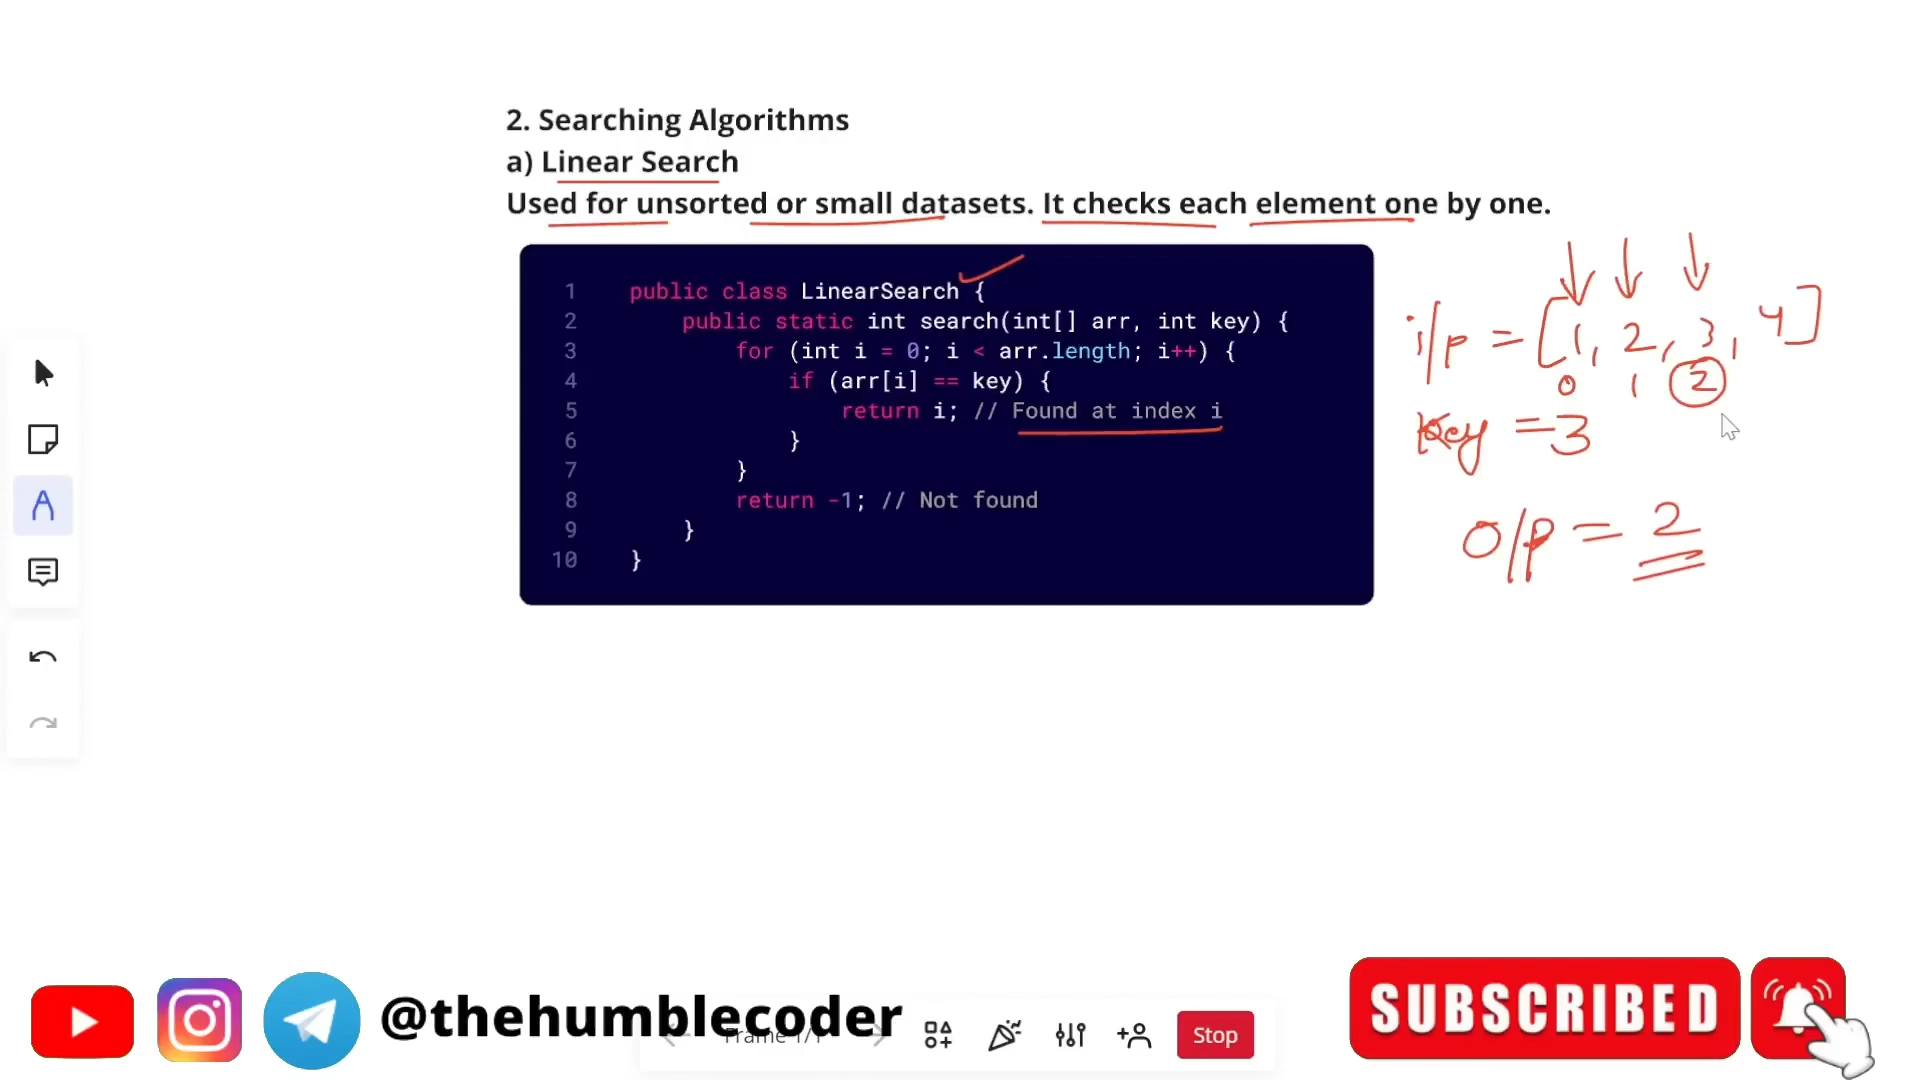 2. Searching Algorithms
a) Linear Search
Used for unsorted or small datasets. It checks each element one by one.
1 public class LinearSearch {
2 public static int search(int[] arr, int key) {
3 for (int i = 0; i < arr.length; i++) {
4 if (arr[i] == key) {
5 return i; // Found at index i
6 }
7 }
8 return -1; // Not found
9 }
10 }
i/p = [1, 2, 3, 4]
0 1 2
Key = 3
o/p = 2
@thehumblecoder
Frame 1/1
Stop
SUBSCRIBED